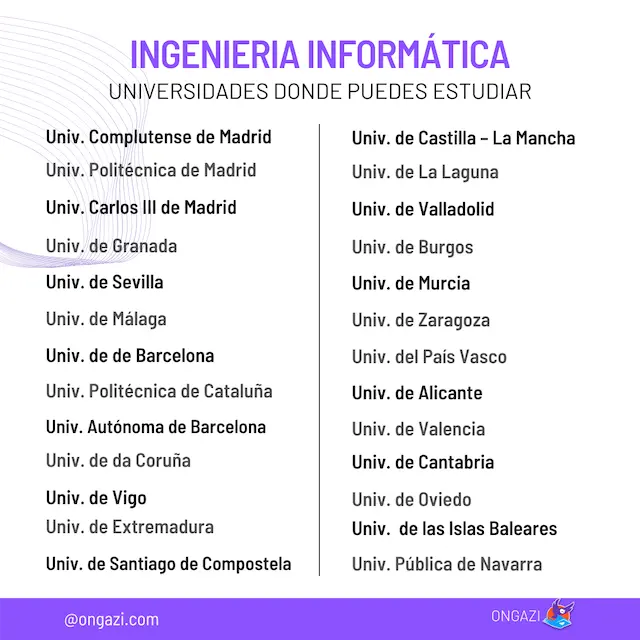 INGENIERIA INFORMÁTICA
UNIVERSIDADES DONDE PUEDES ESTUDIAR
Univ. Complutense de Madrid
Univ. Politécnica de Madrid
Univ. Carlos III de Madrid
Univ. de Granada
Univ. de Sevilla
Univ. de Málaga
Univ. de de Barcelona
Univ. Politécnica de Cataluña
Univ. Autónoma de Barcelona
Univ. de da Coruña
Univ. de Vigo
Univ. de Extremadura
Univ. de Santiago de Compostela
Univ. de Castilla – La Mancha
Univ. de La Laguna
Univ. de Valladolid
Univ. de Burgos
Univ. de Murcia
Univ. de Zaragoza
Univ. del País Vasco
Univ. de Alicante
Univ. de Valencia
Univ. de Cantabria
Univ. de Oviedo
Univ. de las Islas Baleares
Univ. Pública de Navarra
@ongazi.com
ONGAZI